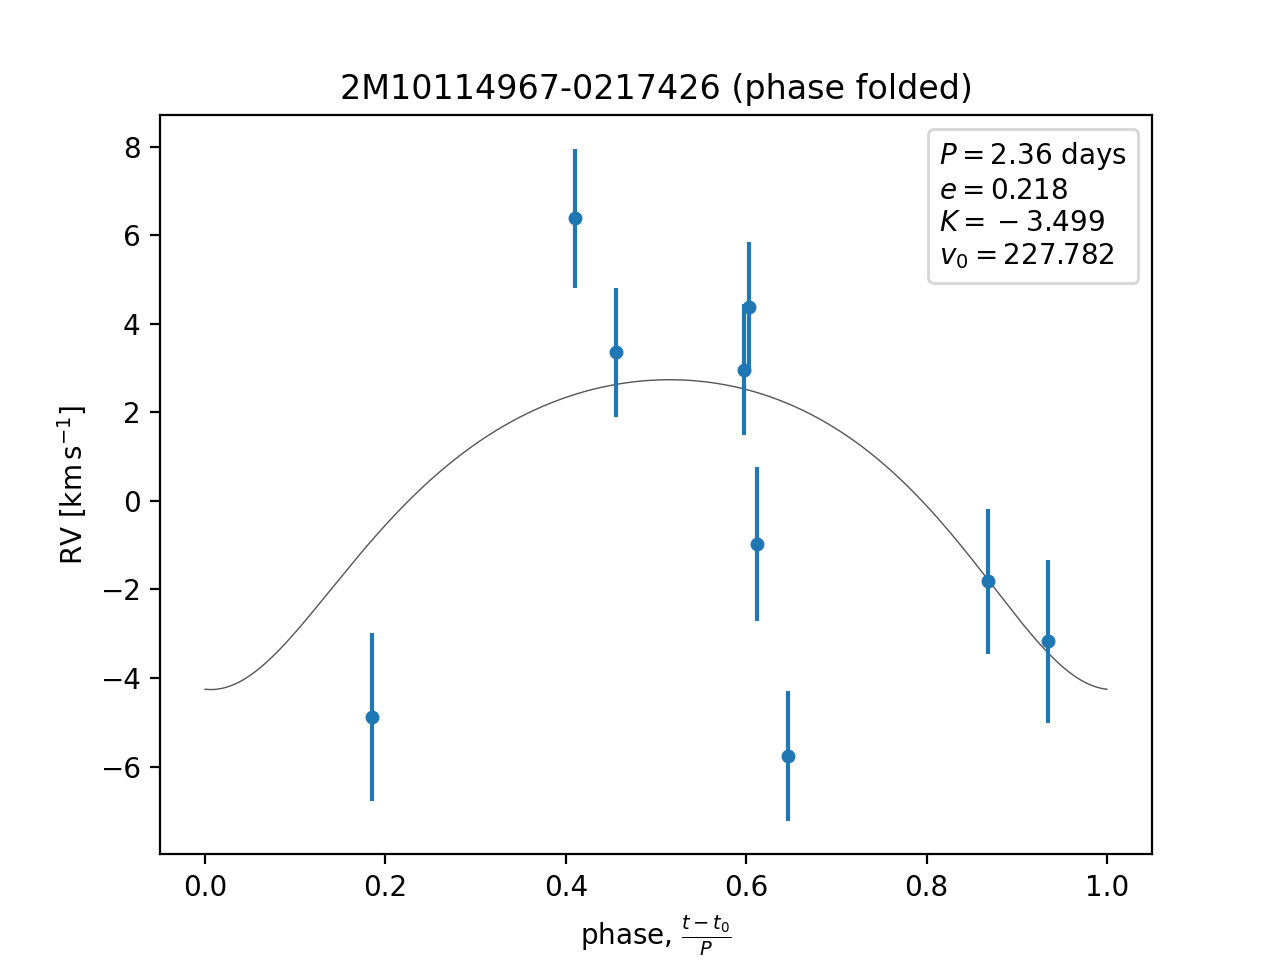 2M10114967-0217426 (phase folded)
P = 2.36 days
e = 0.218
K = −3.499
v₀ = 227.782
RV [km s⁻¹]
8
6
4
2
0
−2
−4
−6
0.0 0.2 0.4 0.6 0.8 1.0
phase, (t − t₀)/P